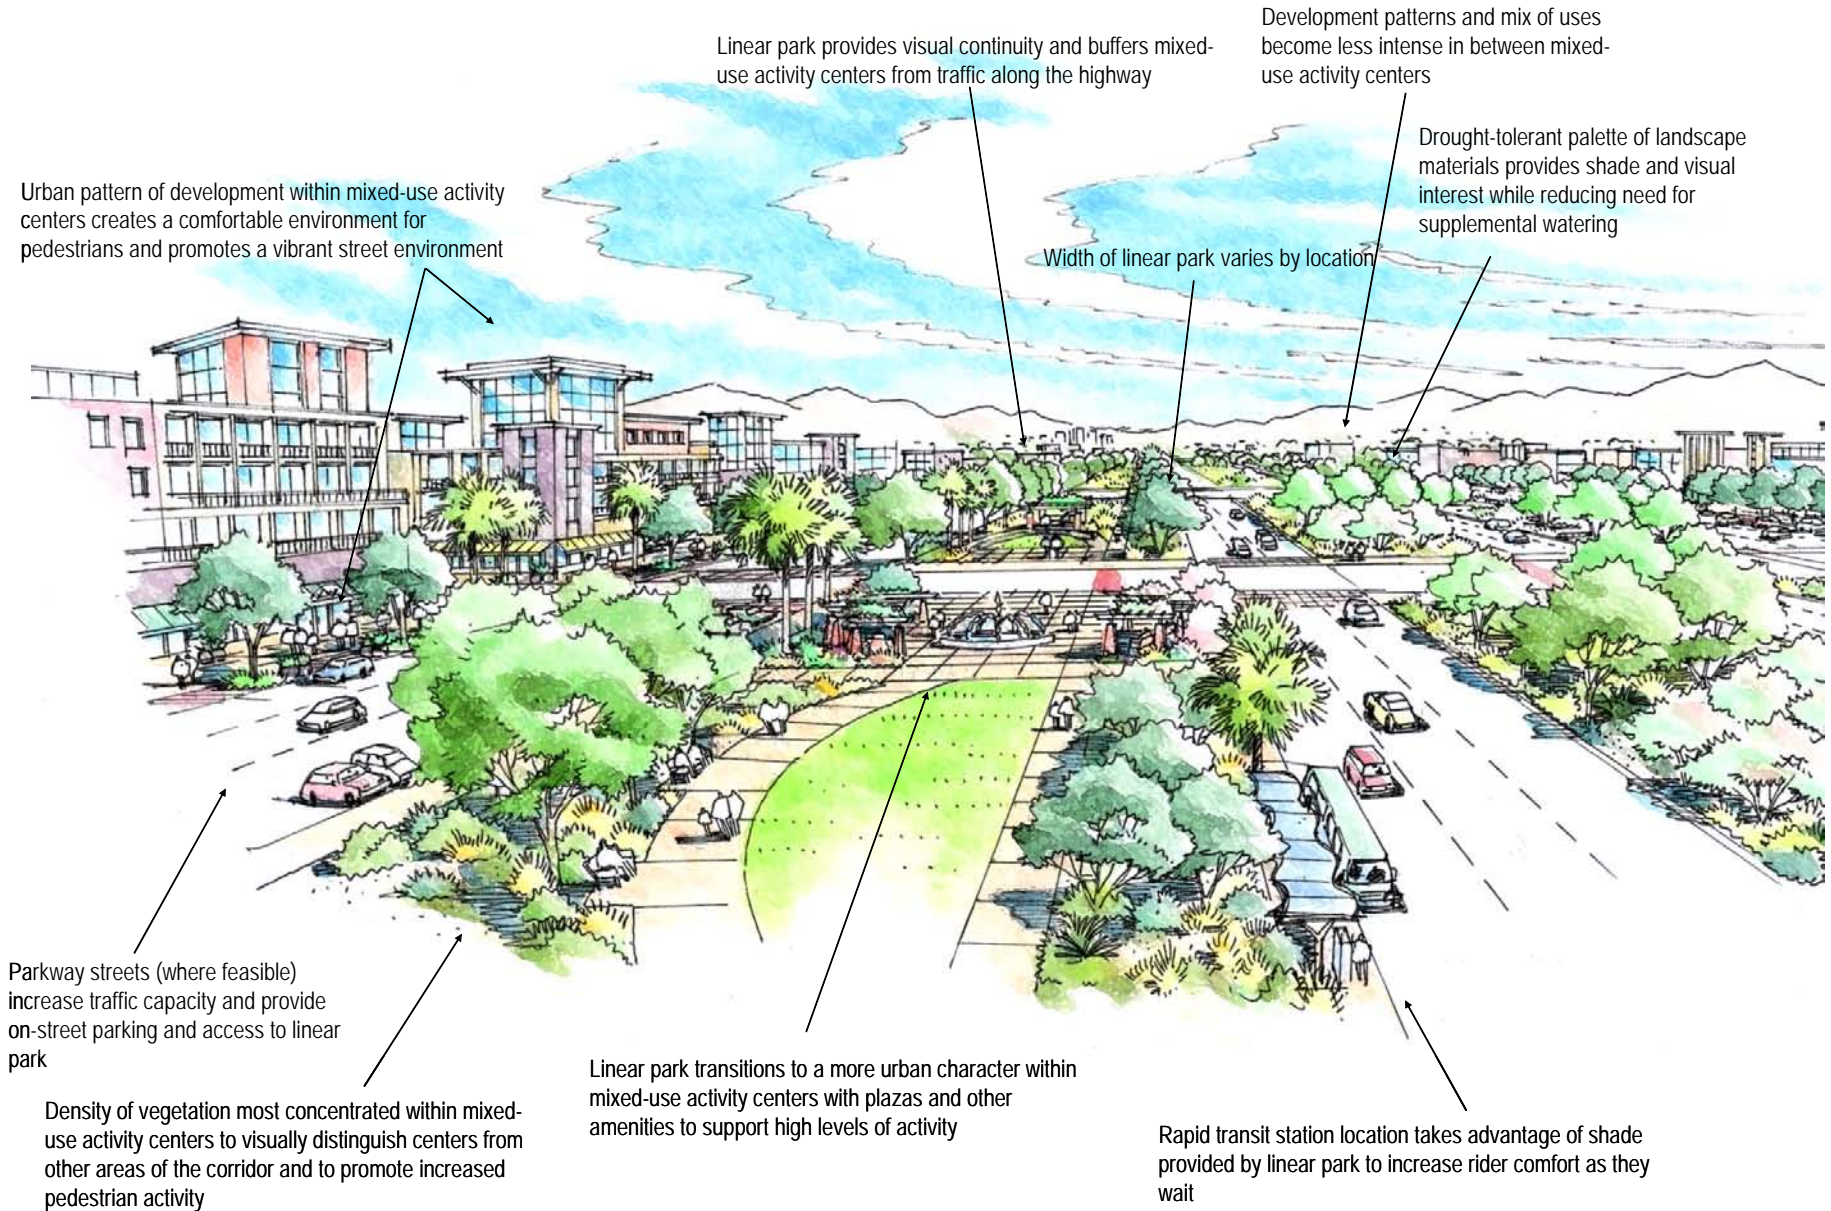 Development patterns and mix of uses
become less intense in between mixed-
use activity centers
Linear park provides visual continuity and buffers mixed-
use activity centers from traffic along the highway
Drought-tolerant palette of landscape
materials provides shade and visual
interest while reducing need for
supplemental watering
Urban pattern of development within mixed-use activity
centers creates a comfortable environment for
pedestrians and promotes a vibrant street environment
Width of linear park varies by location
Parkway streets (where feasible)
increase traffic capacity and provide
on-street parking and access to linear
park
Density of vegetation most concentrated within mixed-
use activity centers to visually distinguish centers from
other areas of the corridor and to promote increased
pedestrian activity
Linear park transitions to a more urban character within
mixed-use activity centers with plazas and other
amenities to support high levels of activity
Rapid transit station location takes advantage of shade
provided by linear park to increase rider comfort as they
wait